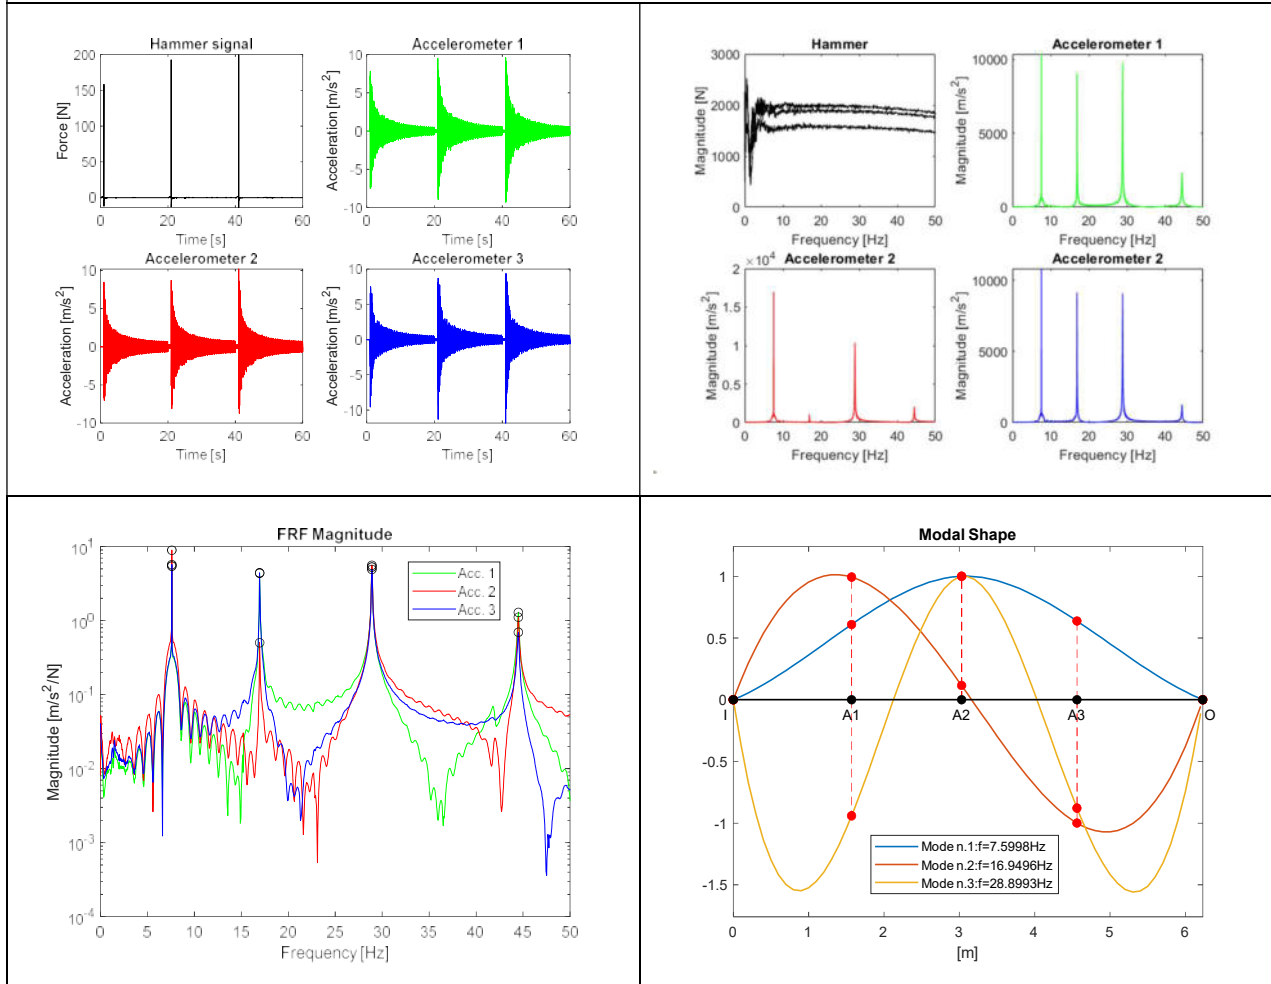 Hammer signal
200
150
100
50
0
Force [N]
0 20 40 60
Time [s]
Accelerometer 1
10
5
0
-5
-10
Acceleration [m/s²]
0 20 40 60
Time [s]
Accelerometer 2
10
5
0
-5
-10
Acceleration [m/s²]
0 20 40 60
Time [s]
Accelerometer 3
10
5
0
-5
-10
Acceleration [m/s²]
0 20 40 60
Time [s]
Hammer
3000
2000
1000
0
Magnitude [N]
0 10 20 30 40 50
Frequency [Hz]
Accelerometer 1
10000
5000
0
Magnitude [m/s²]
0 10 20 30 40 50
Frequency [Hz]
× 10⁴ Accelerometer 2
2
1.5
1
0.5
0
Magnitude [m/s²]
0 10 20 30 40 50
Frequency [Hz]
Accelerometer 2
10000
5000
0
Magnitude [m/s²]
0 10 20 30 40 50
Frequency [Hz]
FRF Magnitude
10¹
10⁰
10⁻¹
10⁻²
10⁻³
10⁻⁴
Magnitude [m/s²/N]
Acc. 1
Acc. 2
Acc. 3
0 5 10 15 20 25 30 35 40 45 50
Frequency [Hz]
Modal Shape
1
0.5
0
-0.5
-1
-1.5
I A1 A2 A3 O
Mode n.1:f=7.5998Hz
Mode n.2:f=16.9496Hz
Mode n.3:f=28.8993Hz
0 1 2 3 4 5 6
[m]